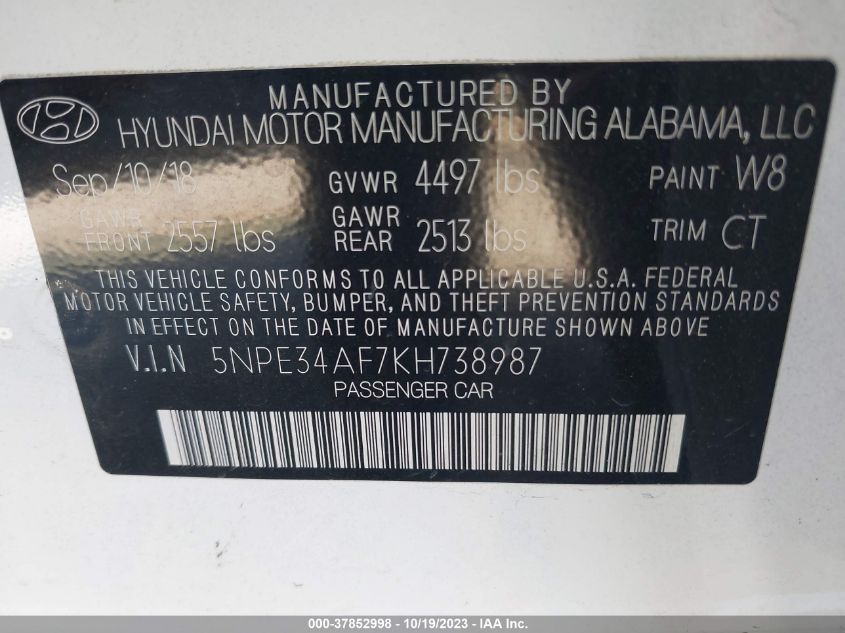 MANUFACTURED BY
HYUNDAI MOTOR MANUFACTURING ALABAMA, LLC
Sep/10/18 GVWR 4497 lbs PAINT W8
GAWR FRONT 2557 lbs GAWR REAR 2513 lbs TRIM CT
THIS VEHICLE CONFORMS TO ALL APPLICABLE U.S.A. FEDERAL
MOTOR VEHICLE SAFETY, BUMPER, AND THEFT PREVENTION STANDARDS
IN EFFECT ON THE DATE OF MANUFACTURE SHOWN ABOVE.
V.I.N 5NPE34AF7KH738987
PASSENGER CAR
000-37852998 - 10/19/2023 - IAAI Inc.